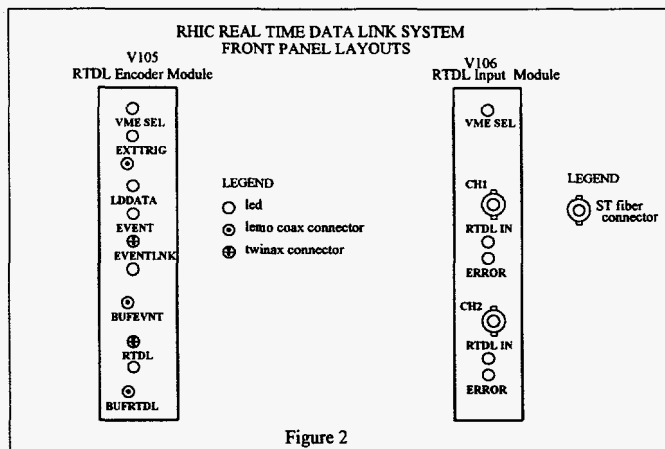 RHIC REAL TIME DATA LINK SYSTEM
FRONT PANEL LAYOUTS
V105
RTDL Encoder Module
VME SEL
EXTTRIG
LDDATA
EVENT
EVENTLNK
BUFEVNT
RTDL
BUFRTDL
LEGEND
led
lemo coax connector
twinax connector
V106
RTDL Input Module
VME SEL
CH1
RTDL IN
ERROR
CH2
RTDL IN
ERROR
LEGEND
ST fiber
connector
Figure 2